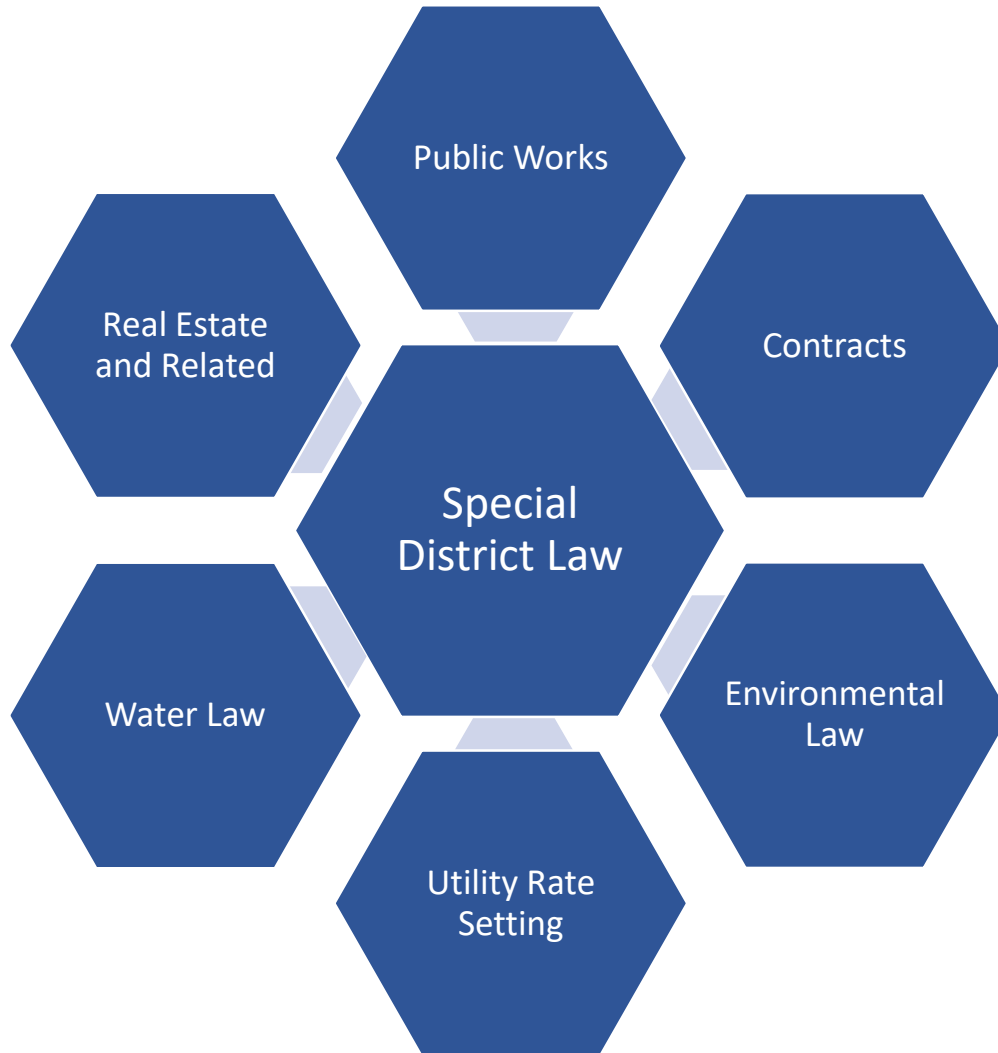 Public Works
Real Estate
and Related
Contracts
Special
District Law
Water Law
Environmental
Law
Utility Rate
Setting